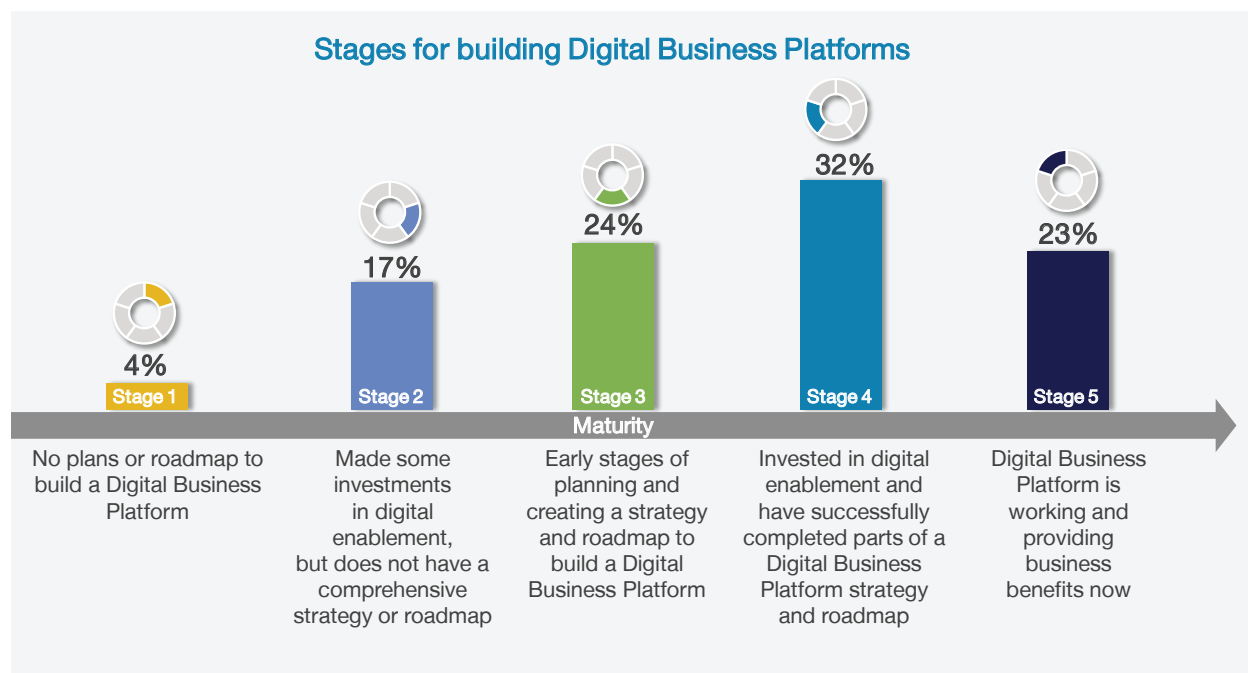 Stages for building Digital Business Platforms
4%
Stage 1
17%
Stage 2
24%
Stage 3
32%
Stage 4
23%
Stage 5
Maturity
No plans or roadmap to
build a Digital Business
Platform
Made some
investments
in digital
enablement,
but does not have a
comprehensive
strategy or roadmap
Early stages of
planning and
creating a strategy
and roadmap to
build a Digital
Business Platform
Invested in digital
enablement and
have successfully
completed parts of a
Digital Business
Platform strategy
and roadmap
Digital Business
Platform is
working and
providing
business
benefits now